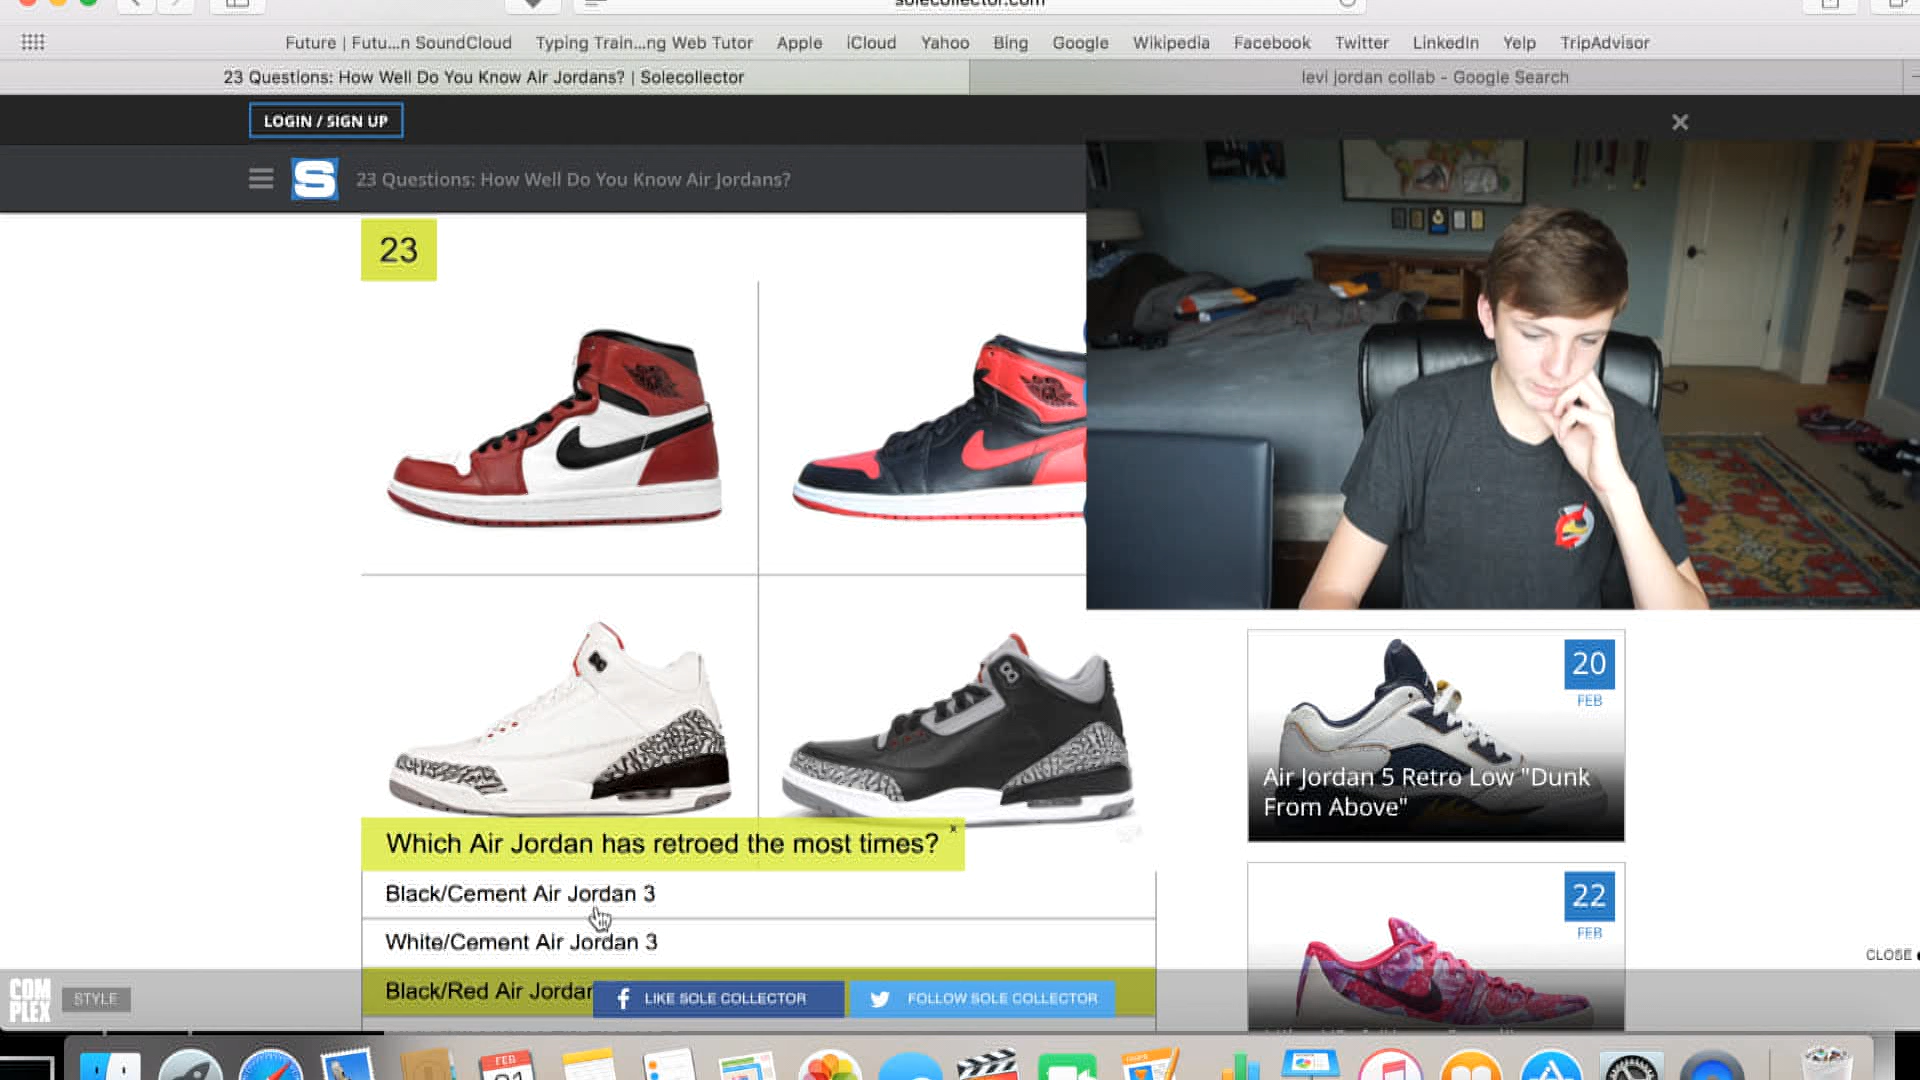 solecollector.com
Future | Futu...n SoundCloud Typing Train...ng Web Tutor Apple iCloud Yahoo Bing Google Wikipedia Facebook Twitter LinkedIn Yelp TripAdvisor
23 Questions: How Well Do You Know Air Jordans? | Solecollector
levi jordan collab - Google Search
LOGIN / SIGN UP
S 23 Questions: How Well Do You Know Air Jordans?
23
20
FEB
Air Jordan 5 Retro Low "Dunk
From Above"
Which Air Jordan has retroed the most times?
Black/Cement Air Jordan 3
White/Cement Air Jordan 3
Black/Red Air Jordan
22
FEB
CLOSE
COM
PLEX
STYLE
LIKE SOLE COLLECTOR
FOLLOW SOLE COLLECTOR
FEB